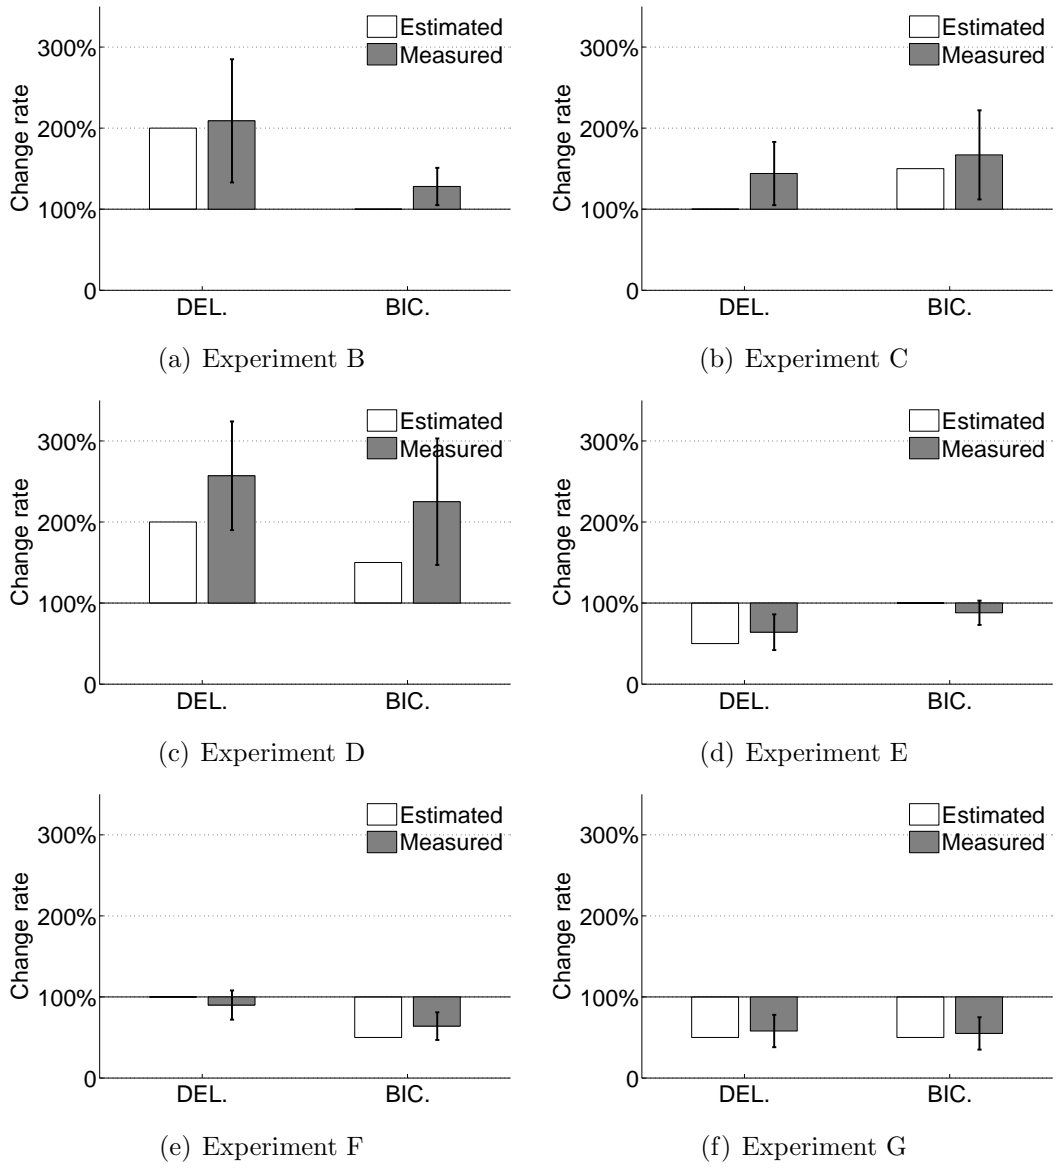 Estimated
Measured
300%
200%
100%
0
Change rate
DEL.
BIC.
(a) Experiment B
Estimated
Measured
300%
200%
100%
0
Change rate
DEL.
BIC.
(b) Experiment C
Estimated
Measured
300%
200%
100%
0
Change rate
DEL.
BIC.
(c) Experiment D
Estimated
Measured
300%
200%
100%
0
Change rate
DEL.
BIC.
(d) Experiment E
Estimated
Measured
300%
200%
100%
0
Change rate
DEL.
BIC.
(e) Experiment F
Estimated
Measured
300%
200%
100%
0
Change rate
DEL.
BIC.
(f) Experiment G